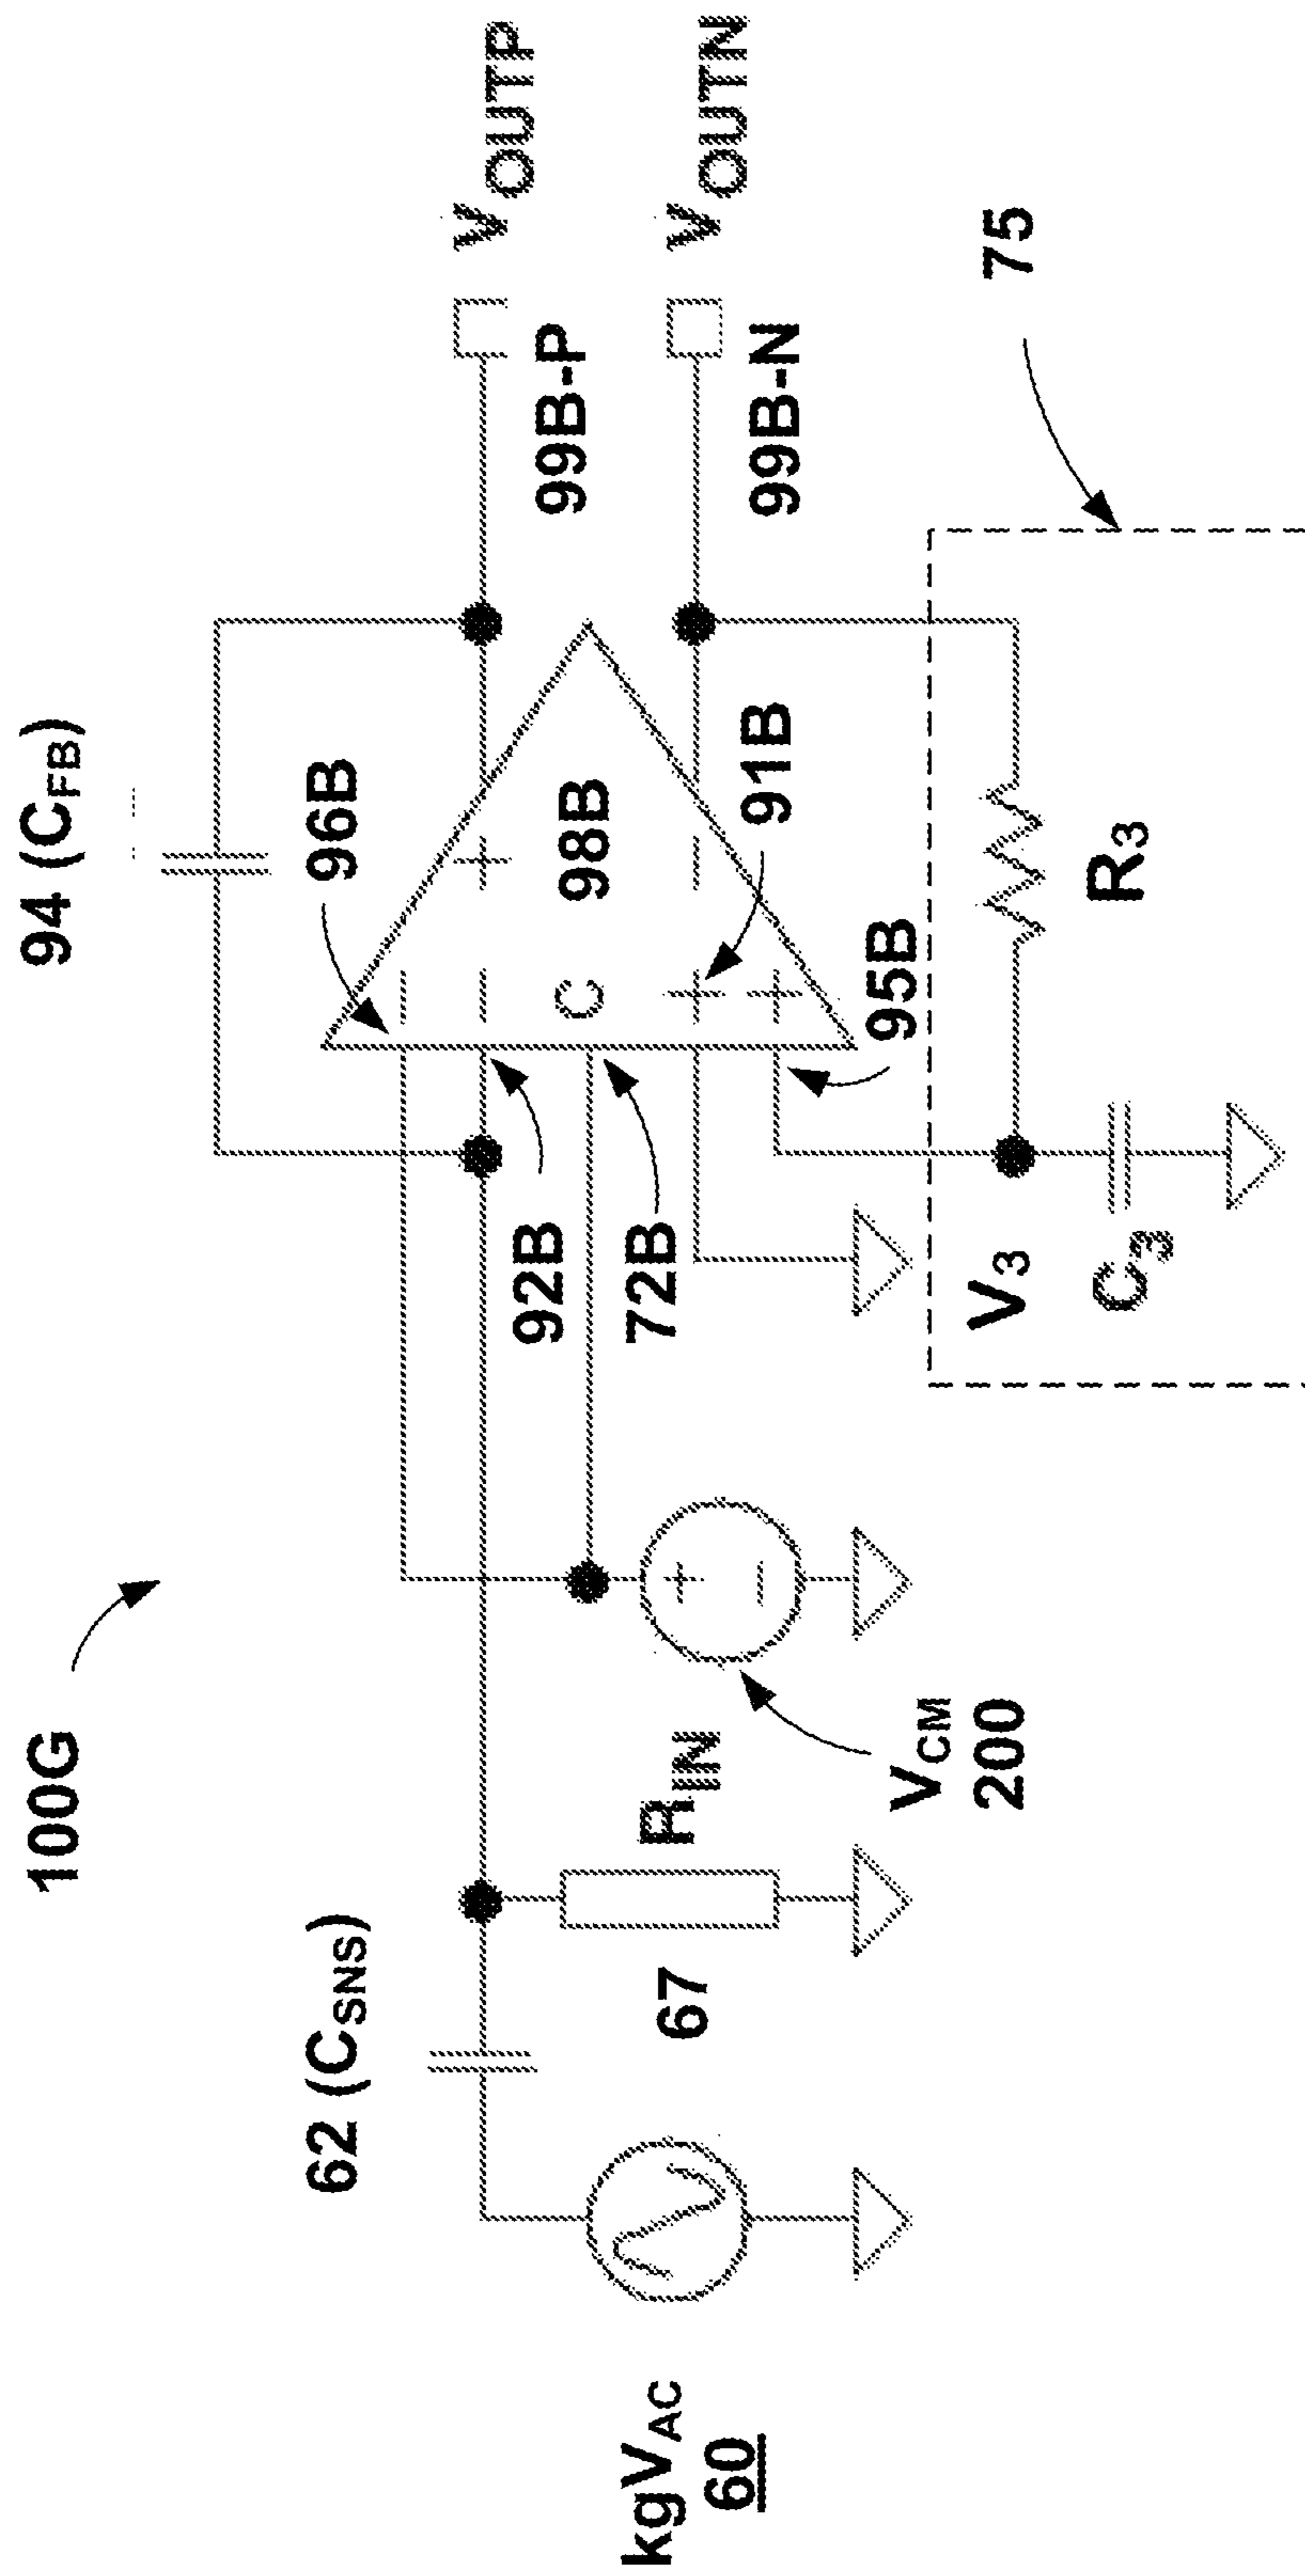 100G
94 (CFB)
62 (CSNS)
96B
VOUTP
99B-P
+
98B
C
92B
72B
91B
VOUTN
99B-N
95B
kgVAC
60
67
RIN
+
VCM
200
75
V3
R3
C3